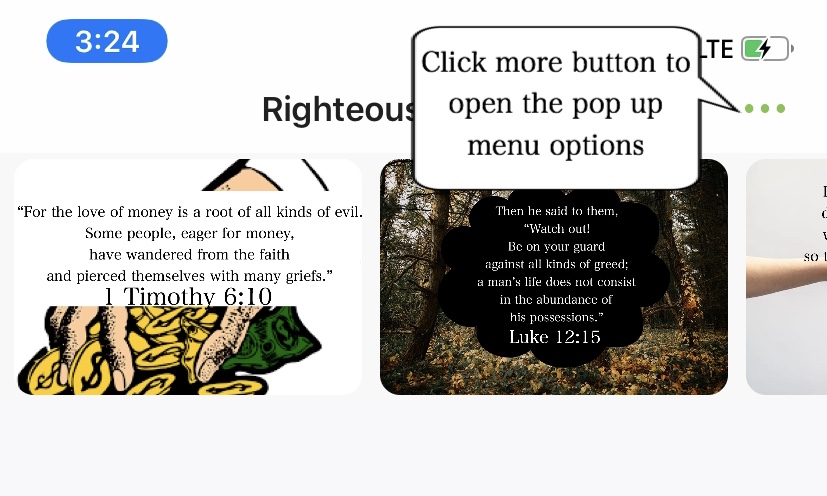 3:24
LTE
Click more button to
open the pop up
menu options
Righteous
“For the love of money is a root of all kinds of evil.
Some people, eager for money,
have wandered from the faith
and pierced themselves with many griefs.”
1 Timothy 6:10
Then he said to them,
“Watch out!
Be on your guard
against all kinds of greed;
a man’s life does not consist
in the abundance of
his possessions.”
Luke 12:15
so